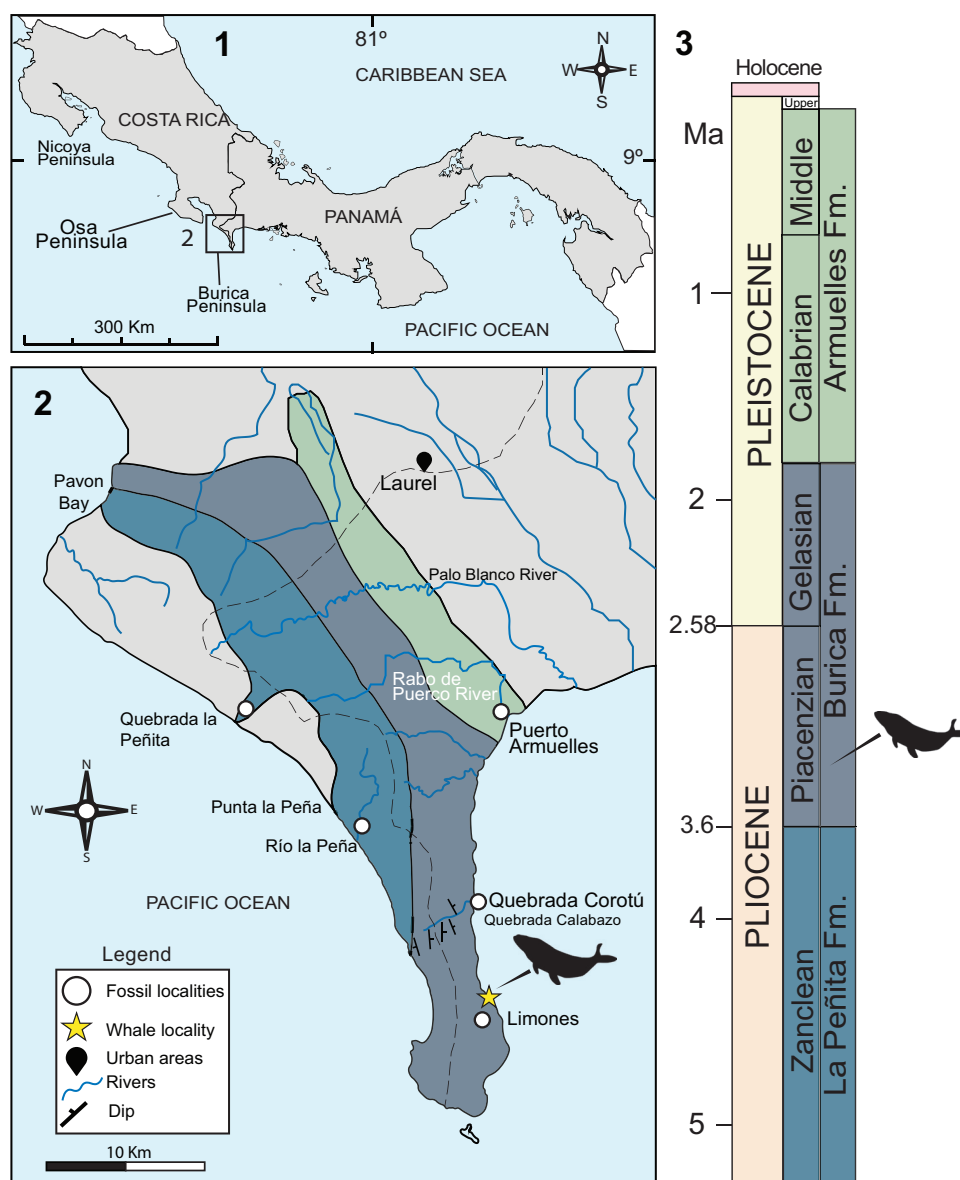 1
81º
CARIBBEAN SEA
N
W
E
S
COSTA RICA
Nicoya
Peninsula
9º
Osa
Peninsula
PANAMÁ
2
Burica
Peninsula
300 Km
PACIFIC OCEAN
2
Pavon
Bay
Laurel
Palo Blanco River
Rabo de
Puerco River
Quebrada la
Peñita
Puerto
Armuelles
N
W
E
S
Punta la Peña
Río la Peña
Quebrada Corotú
Quebrada Calabazo
PACIFIC OCEAN
Limones
Legend
Fossil localities
Whale locality
Urban areas
Rivers
Dip
10 Km
3
Holocene
Upper
Ma
Middle
Armuelles Fm.
PLEISTOCENE
1
Calabrian
2
Gelasian
Burica Fm.
2.58
Piacenzian
PLIOCENE
3.6
4
Zanclean
La Peñita Fm.
5